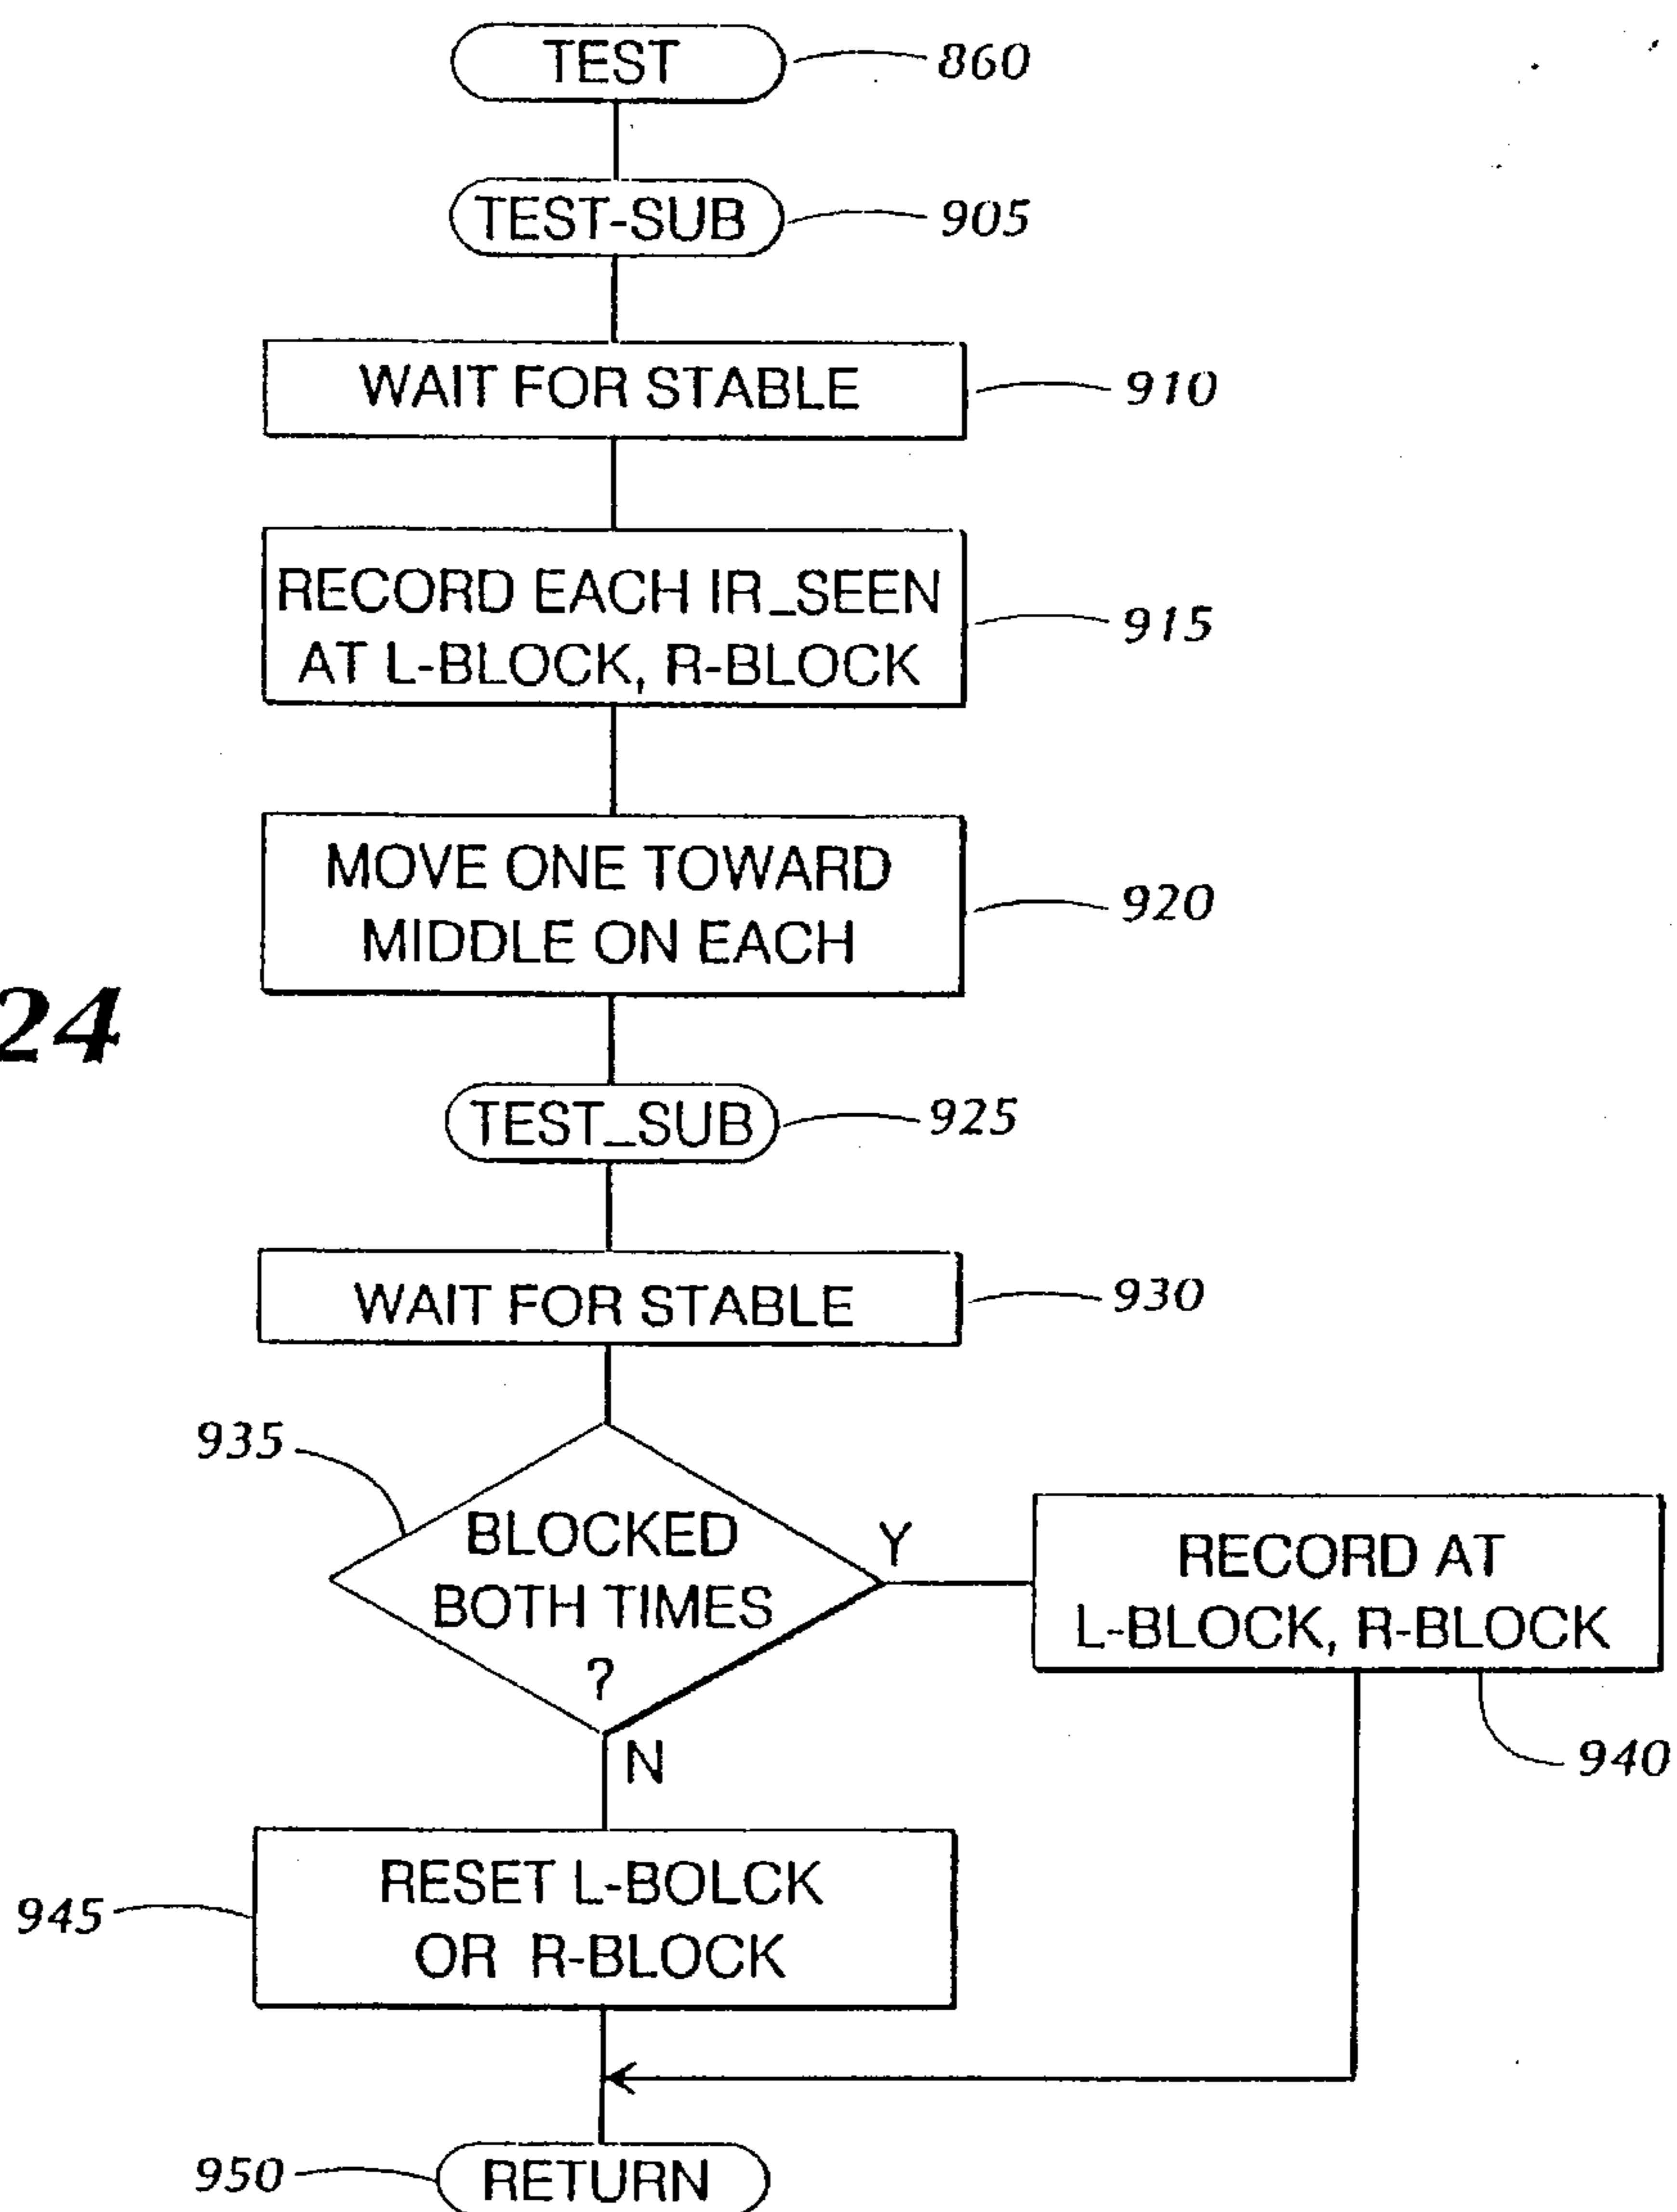 TEST
860
TEST-SUB
905
WAIT FOR STABLE
910
RECORD EACH IR_SEEN
AT L-BLOCK, R-BLOCK
915
MOVE ONE TOWARD
MIDDLE ON EACH
920
24
TEST_SUB
925
WAIT FOR STABLE
930
935
BLOCKED
BOTH TIMES
?
Y
RECORD AT
L-BLOCK, R-BLOCK
940
N
RESET L-BOLCK
OR R-BLOCK
945
950
RETURN